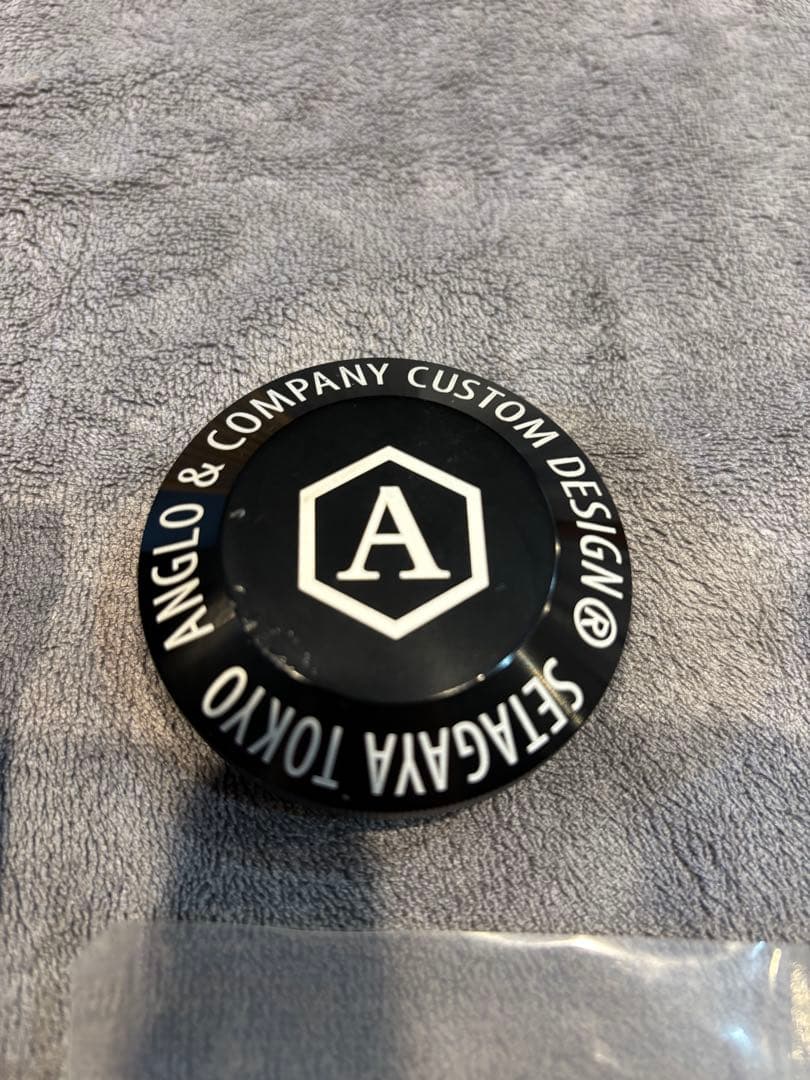 ANGLO & COMPANY CUSTOM DESIGN®
SETAGAYA TOKYO
A